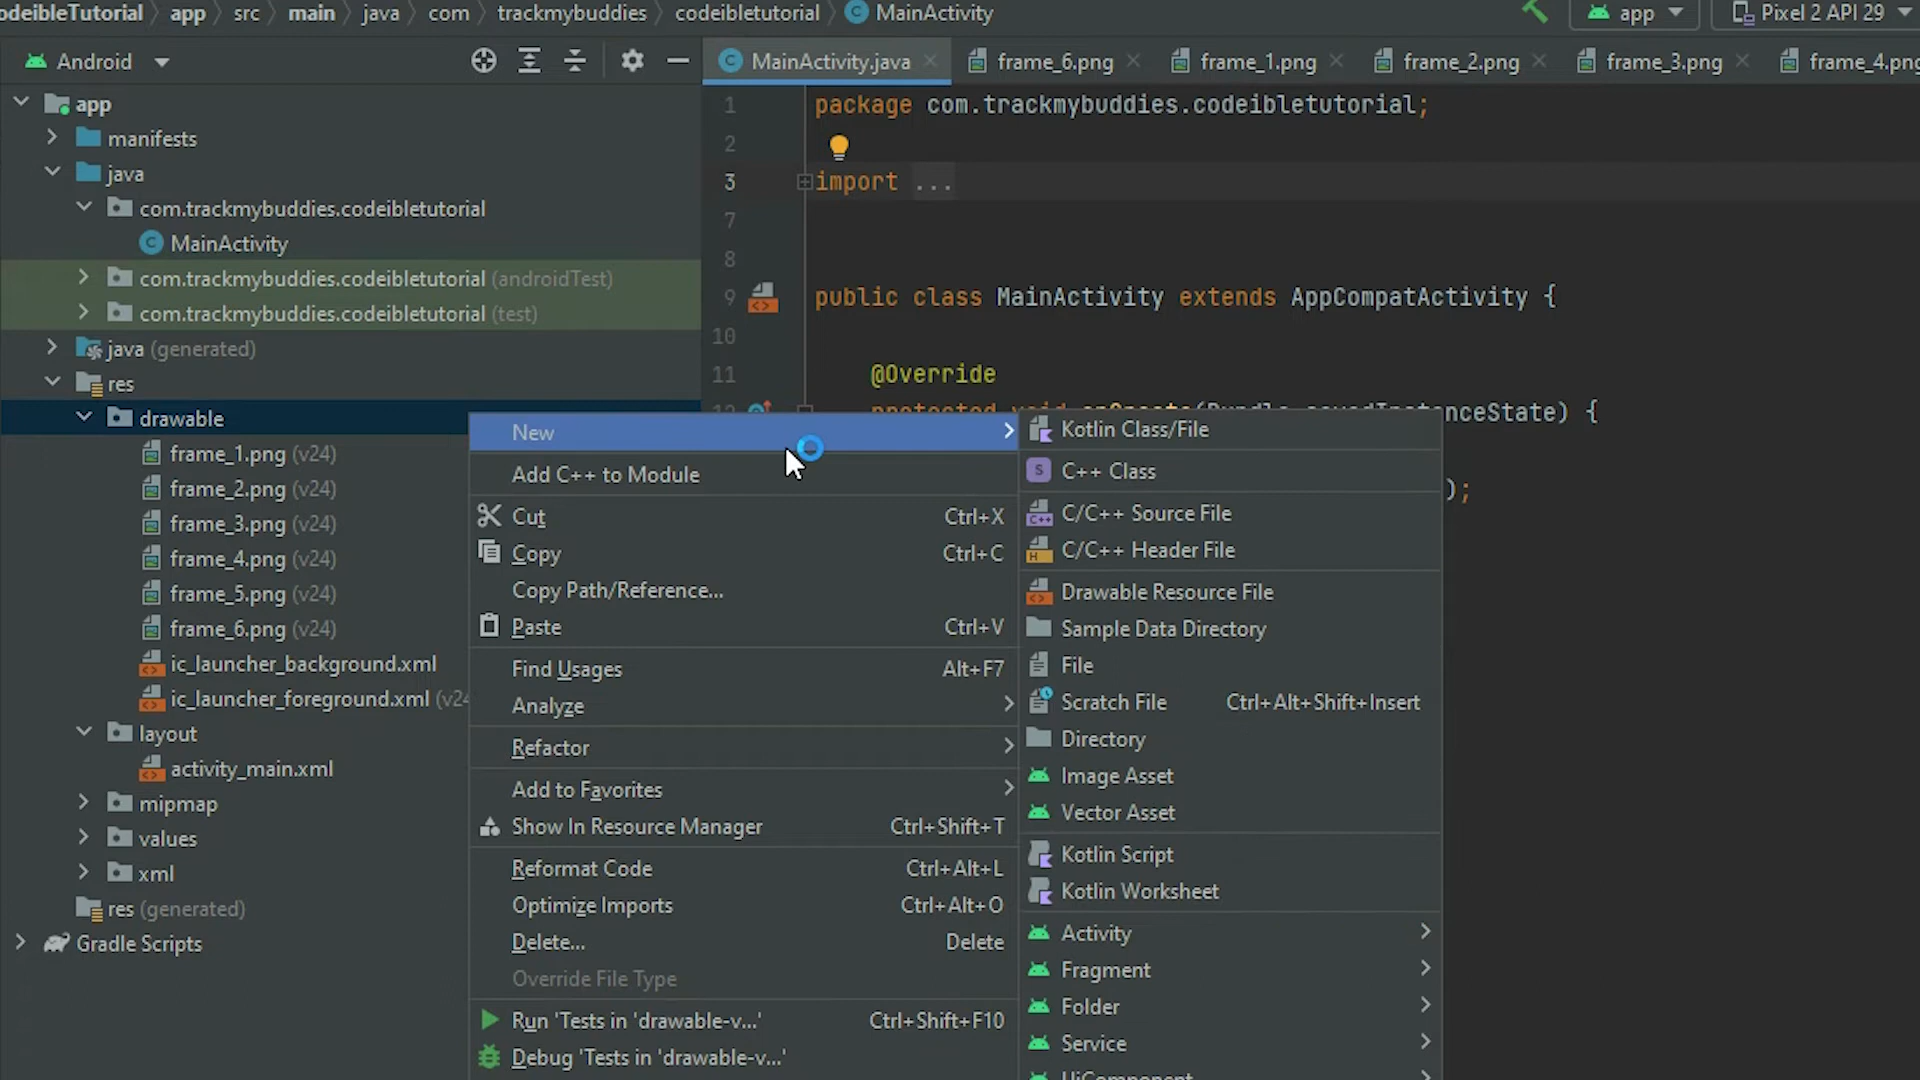 odeibleTutorial app src main java com trackmybuddies codeibletutorial MainActivity app Pixel 2 API 29
Android
MainActivity.java frame_6.png frame_1.png frame_2.png frame_3.png frame_4.png
app
manifests
java
com.trackmybuddies.codeibletutorial
MainActivity
com.trackmybuddies.codeibletutorial (androidTest)
com.trackmybuddies.codeibletutorial (test)
java (generated)
res
drawable
frame_1.png (v24)
frame_2.png (v24)
frame_3.png (v24)
frame_4.png (v24)
frame_5.png (v24)
frame_6.png (v24)
ic_launcher_background.xml
ic_launcher_foreground.xml (v24
layout
activity_main.xml
mipmap
values
xml
res (generated)
Gradle Scripts
1 package com.trackmybuddies.codeibletutorial;
2
3 import ...
7
8
9 public class MainActivity extends AppCompatActivity {
10
11 @Override
12 protected void onCreate(Bundle savedInstanceState) {
);
New
Add C++ to Module
Cut Ctrl+X
Copy Ctrl+C
Copy Path/Reference...
Paste Ctrl+V
Find Usages Alt+F7
Analyze
Refactor
Add to Favorites
Show In Resource Manager Ctrl+Shift+T
Reformat Code Ctrl+Alt+L
Optimize Imports Ctrl+Alt+O
Delete... Delete
Override File Type
Run 'Tests in 'drawable-v...' Ctrl+Shift+F10
Debug 'Tests in 'drawable-v...'
Kotlin Class/File
C++ Class
C/C++ Source File
C/C++ Header File
Drawable Resource File
Sample Data Directory
File
Scratch File Ctrl+Alt+Shift+Insert
Directory
Image Asset
Vector Asset
Kotlin Script
Kotlin Worksheet
Activity
Fragment
Folder
Service
UiComponent